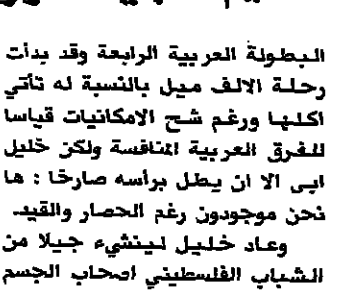 البطولة العربية الرابعة وقد بدأت
رحلة الالف ميل بالنسبة له تأتي
اكلها ورغم شح الامكانيات قياسا
للفرق العربية المنافسة ولكن خليل
ابى الا ان يطل برأسه صارخا : ها
نحن موجودون رغم الحصار والقيد.
وعاد خليل لينشيء جيلا من
الشباب الفلسطيني اصحاب الجسم